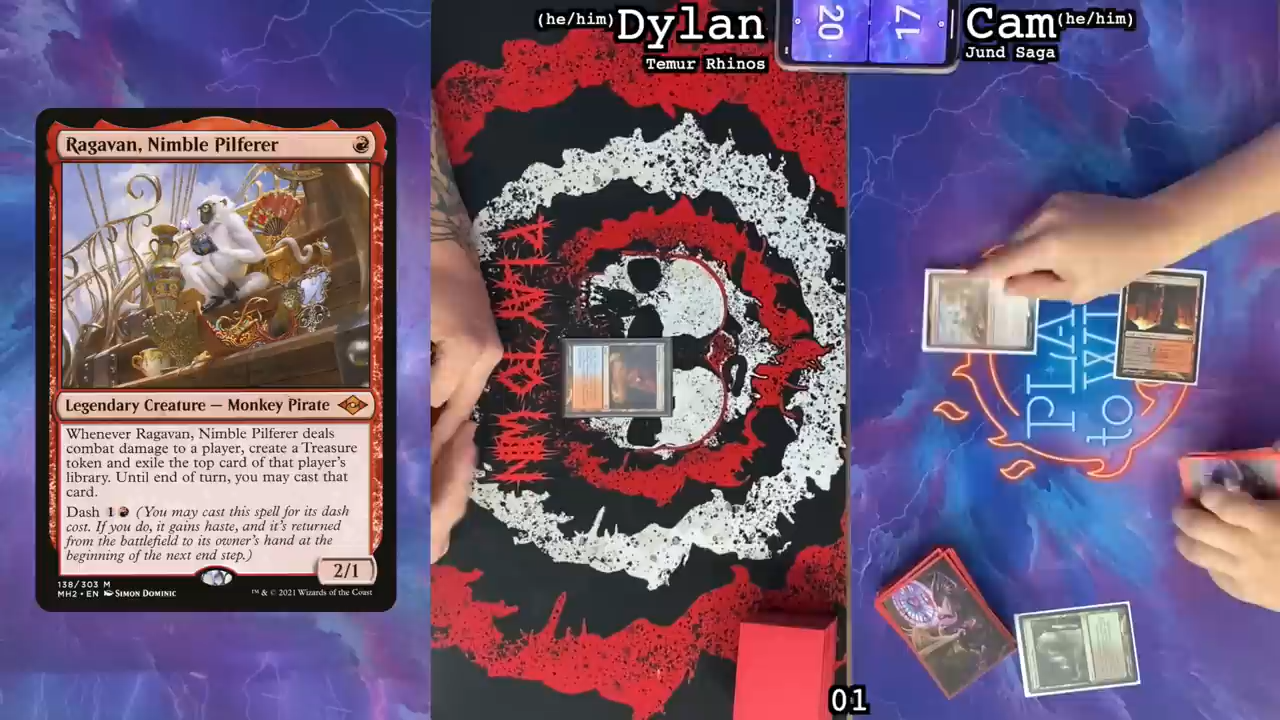 (he/him) Dylan
Temur Rhinos
20
17
Cam (he/him)
Jund Saga
Ragavan, Nimble Pilferer
Legendary Creature — Monkey Pirate
Whenever Ragavan, Nimble Pilferer deals
combat damage to a player, create a Treasure
token and exile the top card of that player's
library. Until end of turn, you may cast that
card.
Dash 1 (You may cast this spell for its dash
cost. If you do, it gains haste, and it's returned
from the battlefield to its owner's hand at the
beginning of the next end step.)
2/1
138/303 M
MH2 • EN SIMON DOMINIC
™ & © 2021 Wizards of the Coast
PLA
WI
to
01